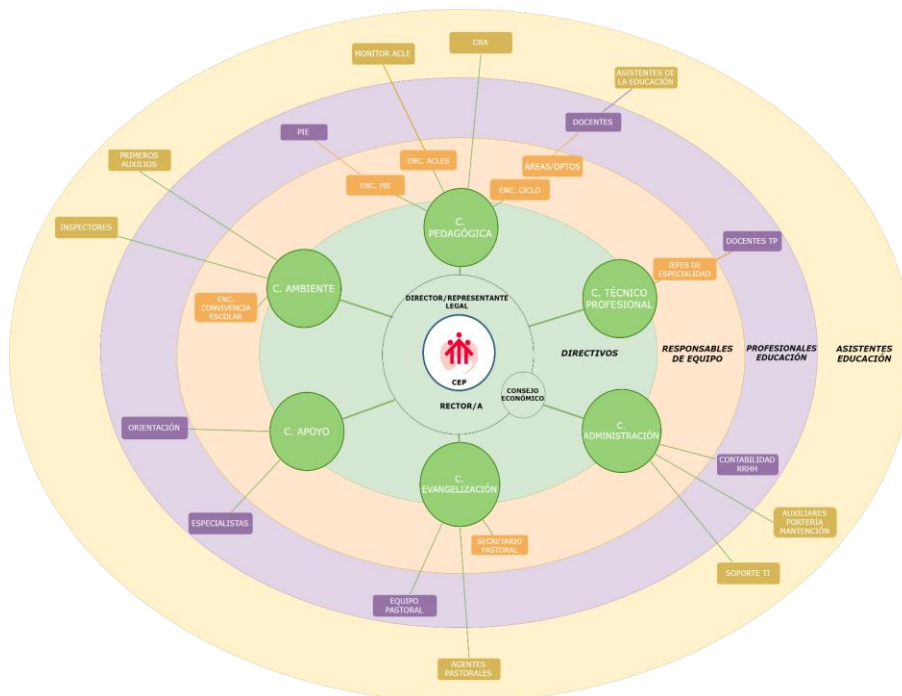 CRA
MONITOR ACLE
ASISTENTES DE
LA EDUCACIÓN
DOCENTES
PIE
PRIMEROS
AUXILIOS
ENC. ACLES
ÁREAS/DPTOS
ENC. PIE
ENC. CICLO
C.
PEDAGÓGICA
INSPECTORES
DOCENTES TP
JEFES DE
ESPECIALIDAD
C. AMBIENTE
C. TÉCNICO
PROFESIONAL
ENC.
CONVIVENCIA
ESCOLAR
DIRECTOR/REPRESENTANTE
LEGAL
CEP
DIRECTIVOS
RESPONSABLES
DE EQUIPO
PROFESIONALES
EDUCACIÓN
ASISTENTES
EDUCACIÓN
CONSEJO
ECONÓMICO
RECTOR/A
ORIENTACIÓN
C. APOYO
C.
ADMINISTRACIÓN
CONTABILIDAD
RRHH
C.
EVANGELIZACIÓN
ESPECIALISTAS
AUXILIARES
PORTERÍA
MANTENCIÓN
SECRETARIO
PASTORAL
SOPORTE TI
EQUIPO
PASTORAL
AGENTES
PASTORALES